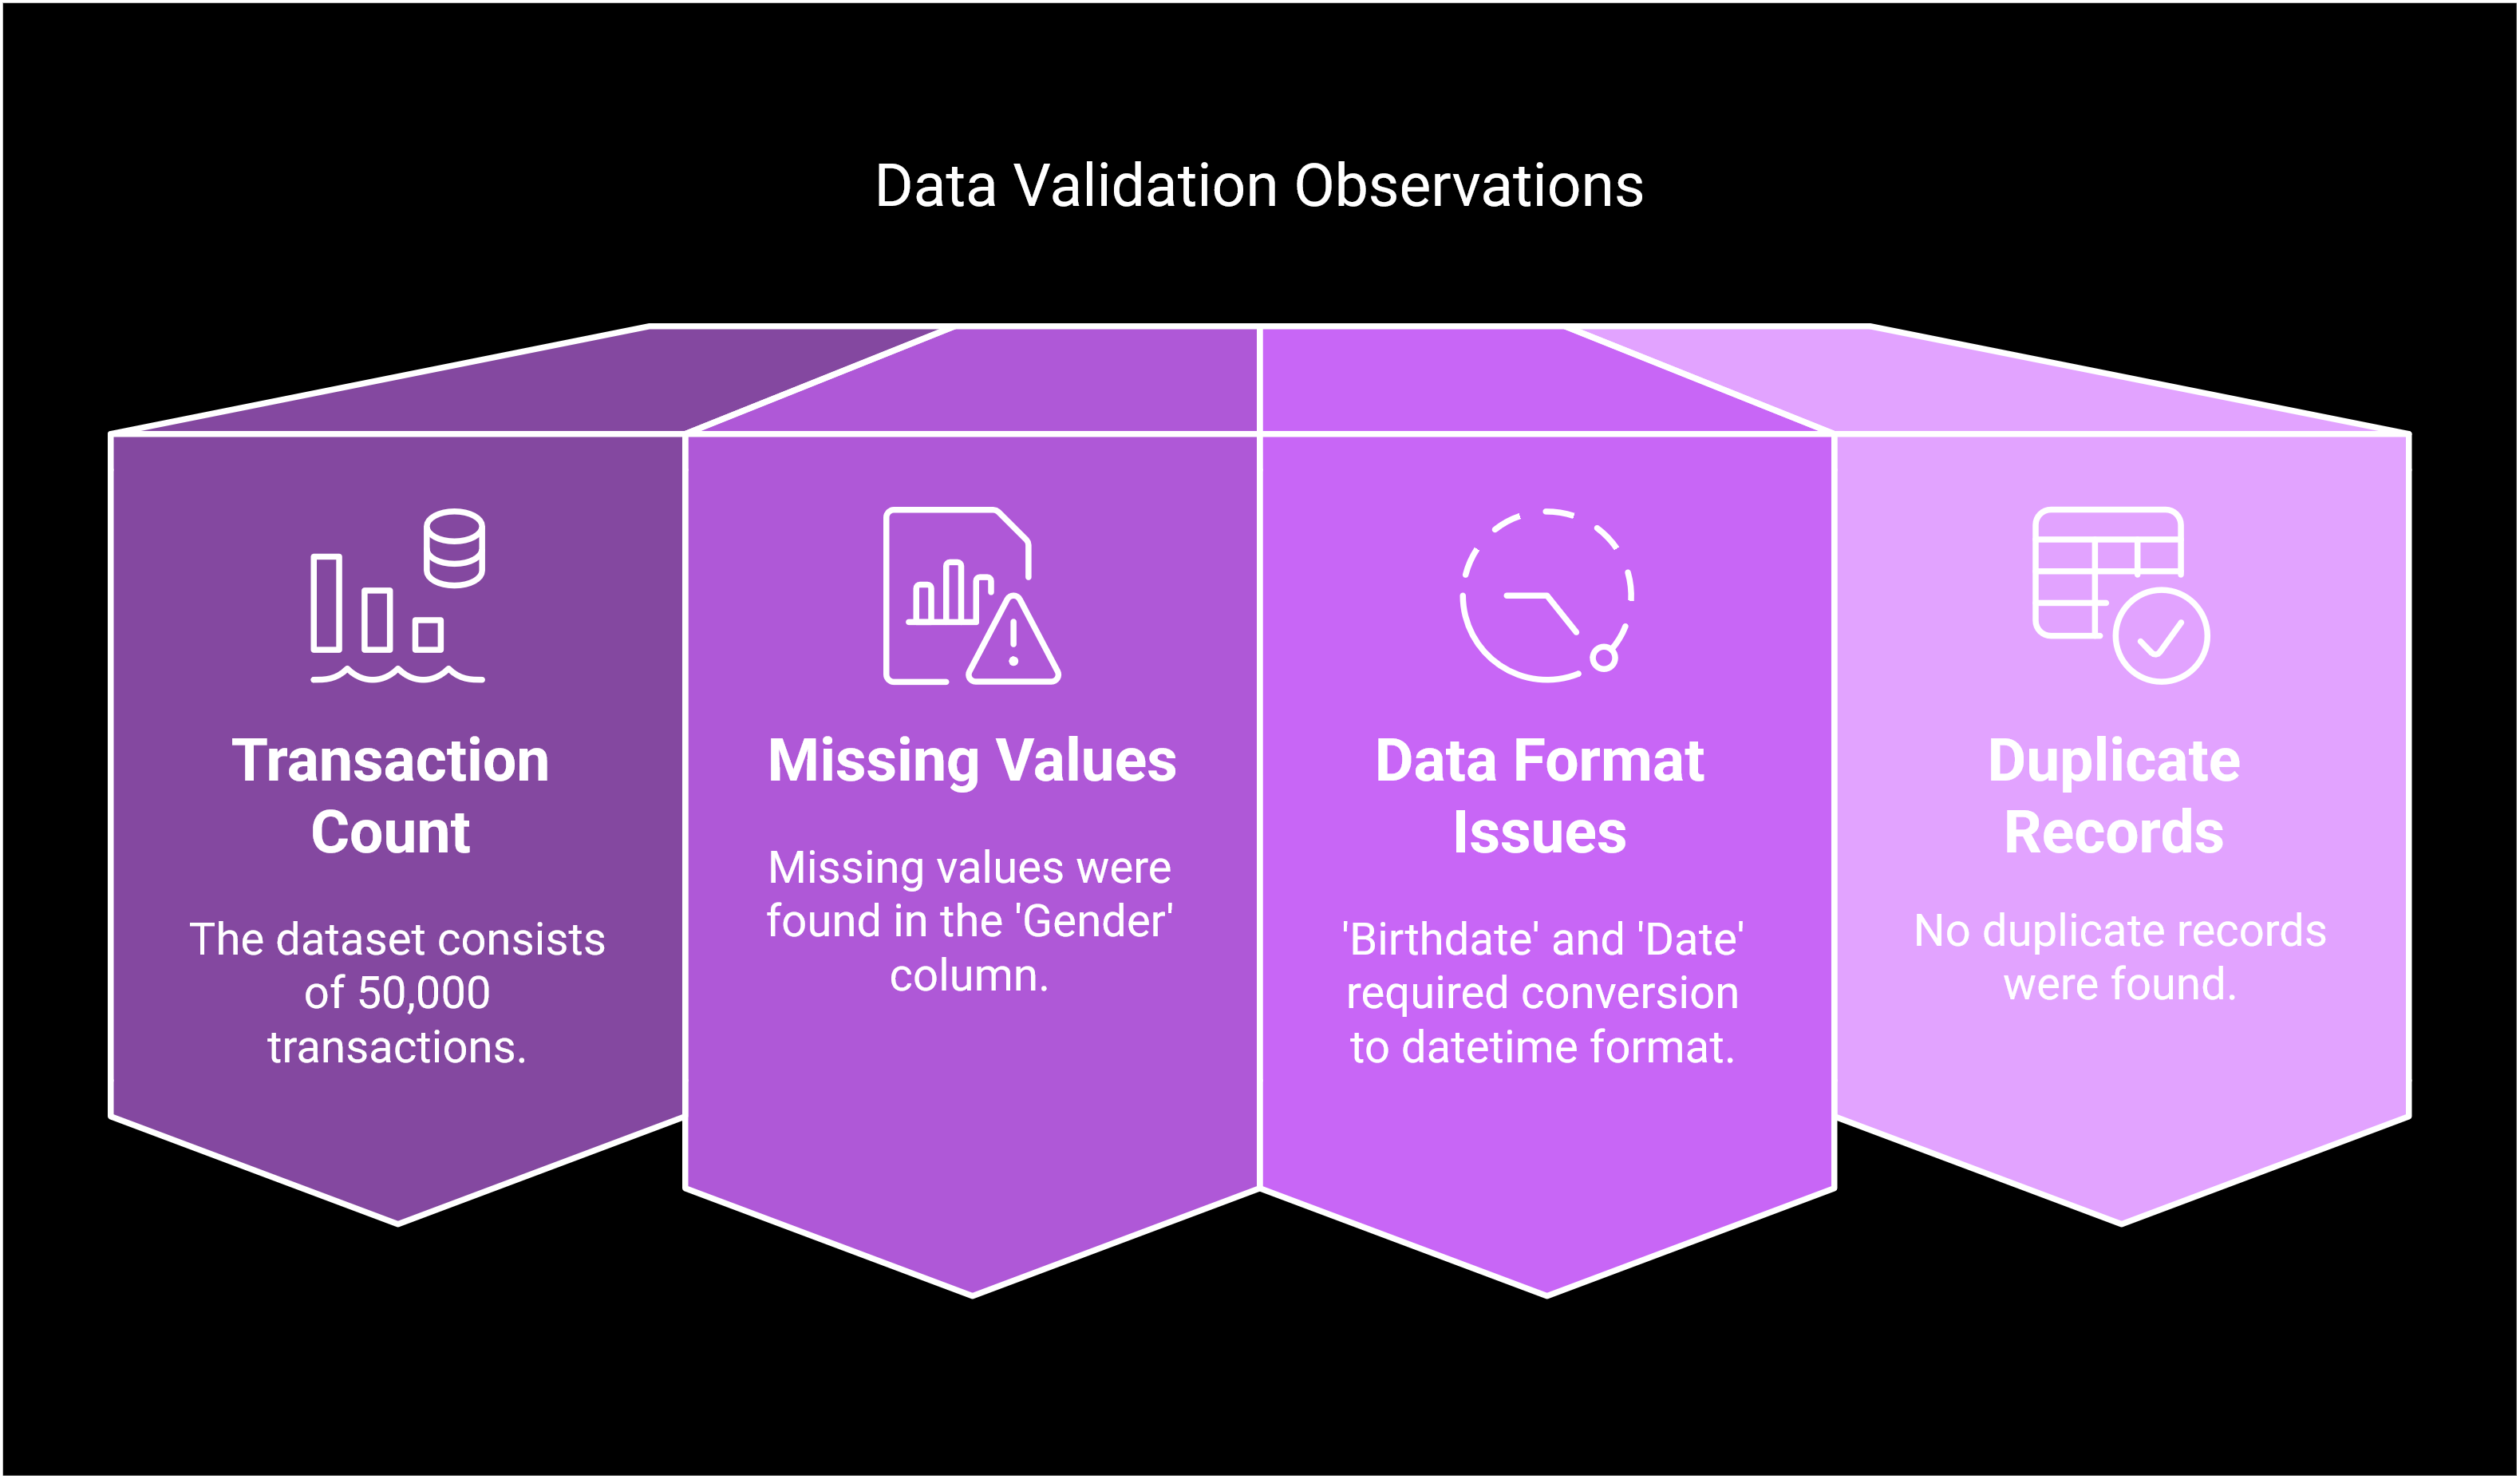 Data Validation Observations
Transaction
Count
The dataset consists
of 50,000
transactions.
Missing Values
Missing values were
found in the 'Gender'
column.
Data Format
Issues
'Birthdate' and 'Date'
required conversion
to datetime format.
Duplicate
Records
No duplicate records
were found.